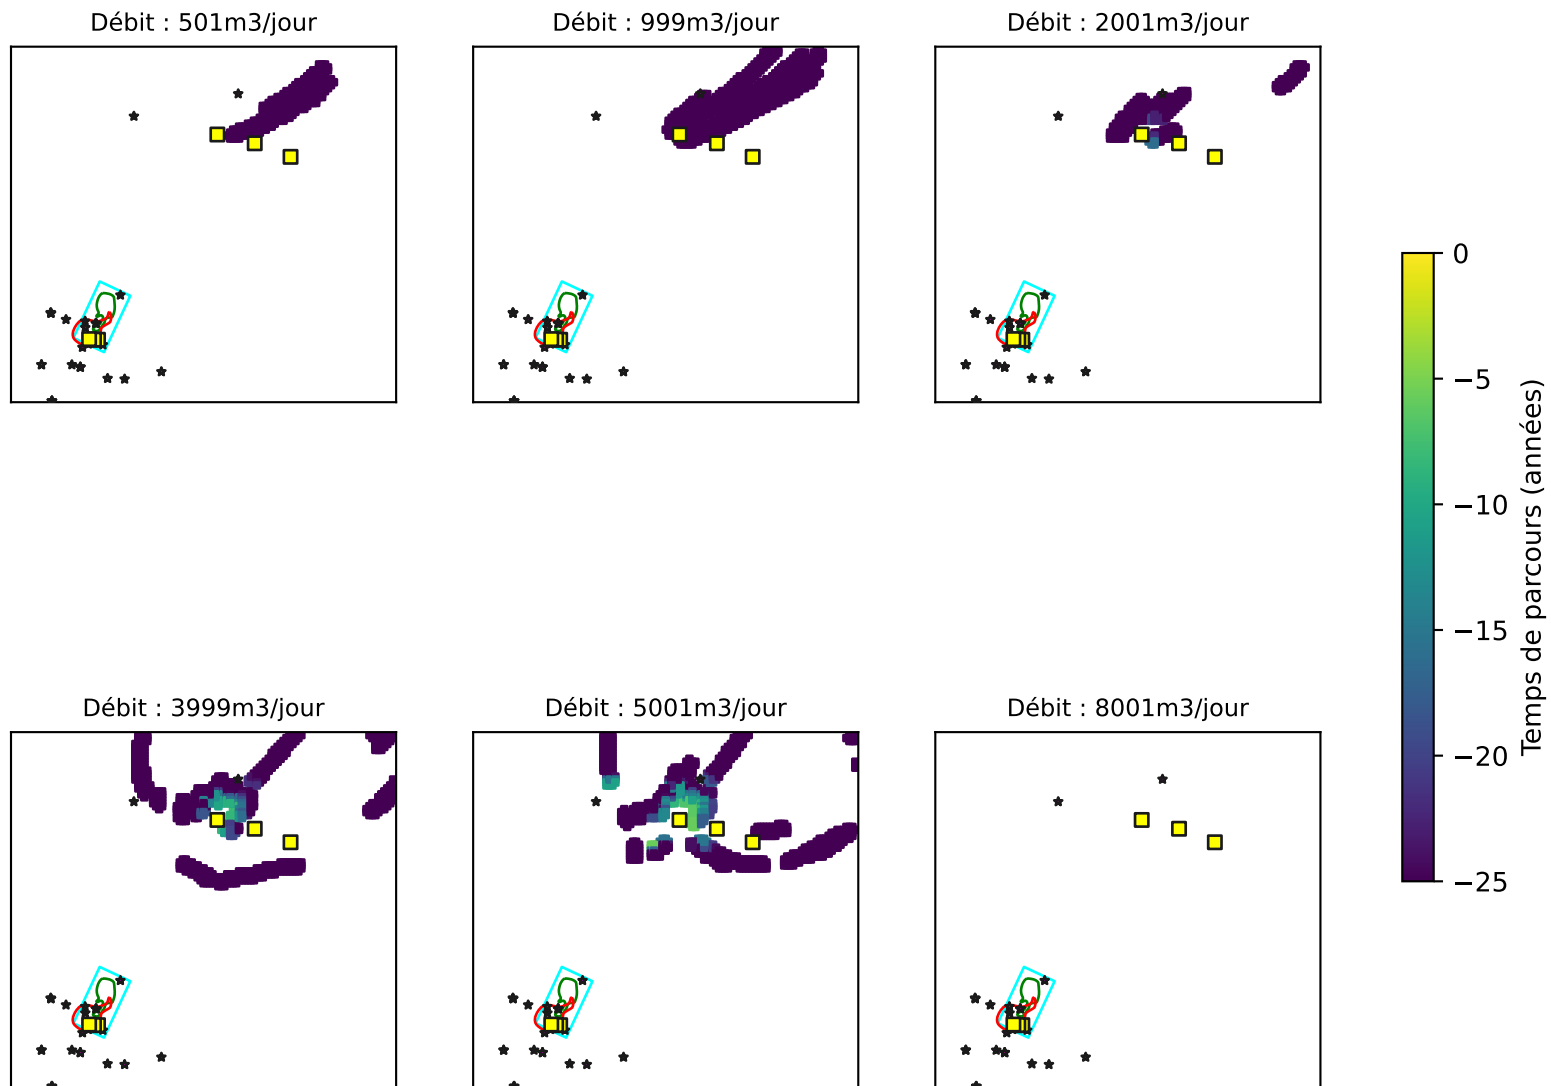 Débit : 501m3/jour
Débit : 999m3/jour
Débit : 2001m3/jour
0
−5
−10
−15
−20
−25
Temps de parcours (années)
Débit : 3999m3/jour
Débit : 5001m3/jour
Débit : 8001m3/jour